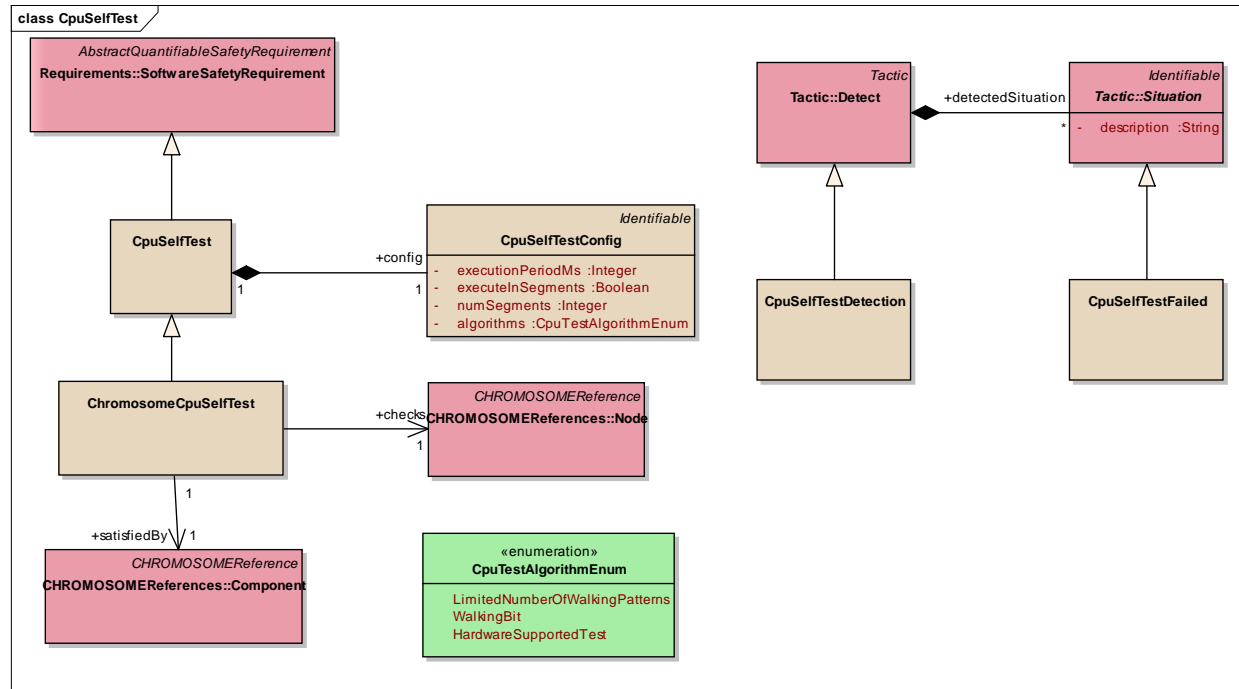 class CpuSelfTest
AbstractQuantifiableSafetyRequirement
Requirements::SoftwareSafetyRequirement
Tactic
Tactic::Detect
+detectedSituation
*
Identifiable
Tactic::Situation
- description :String
CpuSelfTest
1
+config
1
Identifiable
CpuSelfTestConfig
- executionPeriodMs :Integer
- executeInSegments :Boolean
- numSegments :Integer
- algorithms :CpuTestAlgorithmEnum
CpuSelfTestDetection
CpuSelfTestFailed
ChromosomeCpuSelfTest
+checks
1
CHROMOSOMEReference
CHROMOSOMEReferences::Node
1
+satisfiedBy
1
CHROMOSOMEReference
CHROMOSOMEReferences::Component
«enumeration»
CpuTestAlgorithmEnum
LimitedNumberOfWalkingPatterns
WalkingBit
HardwareSupportedTest